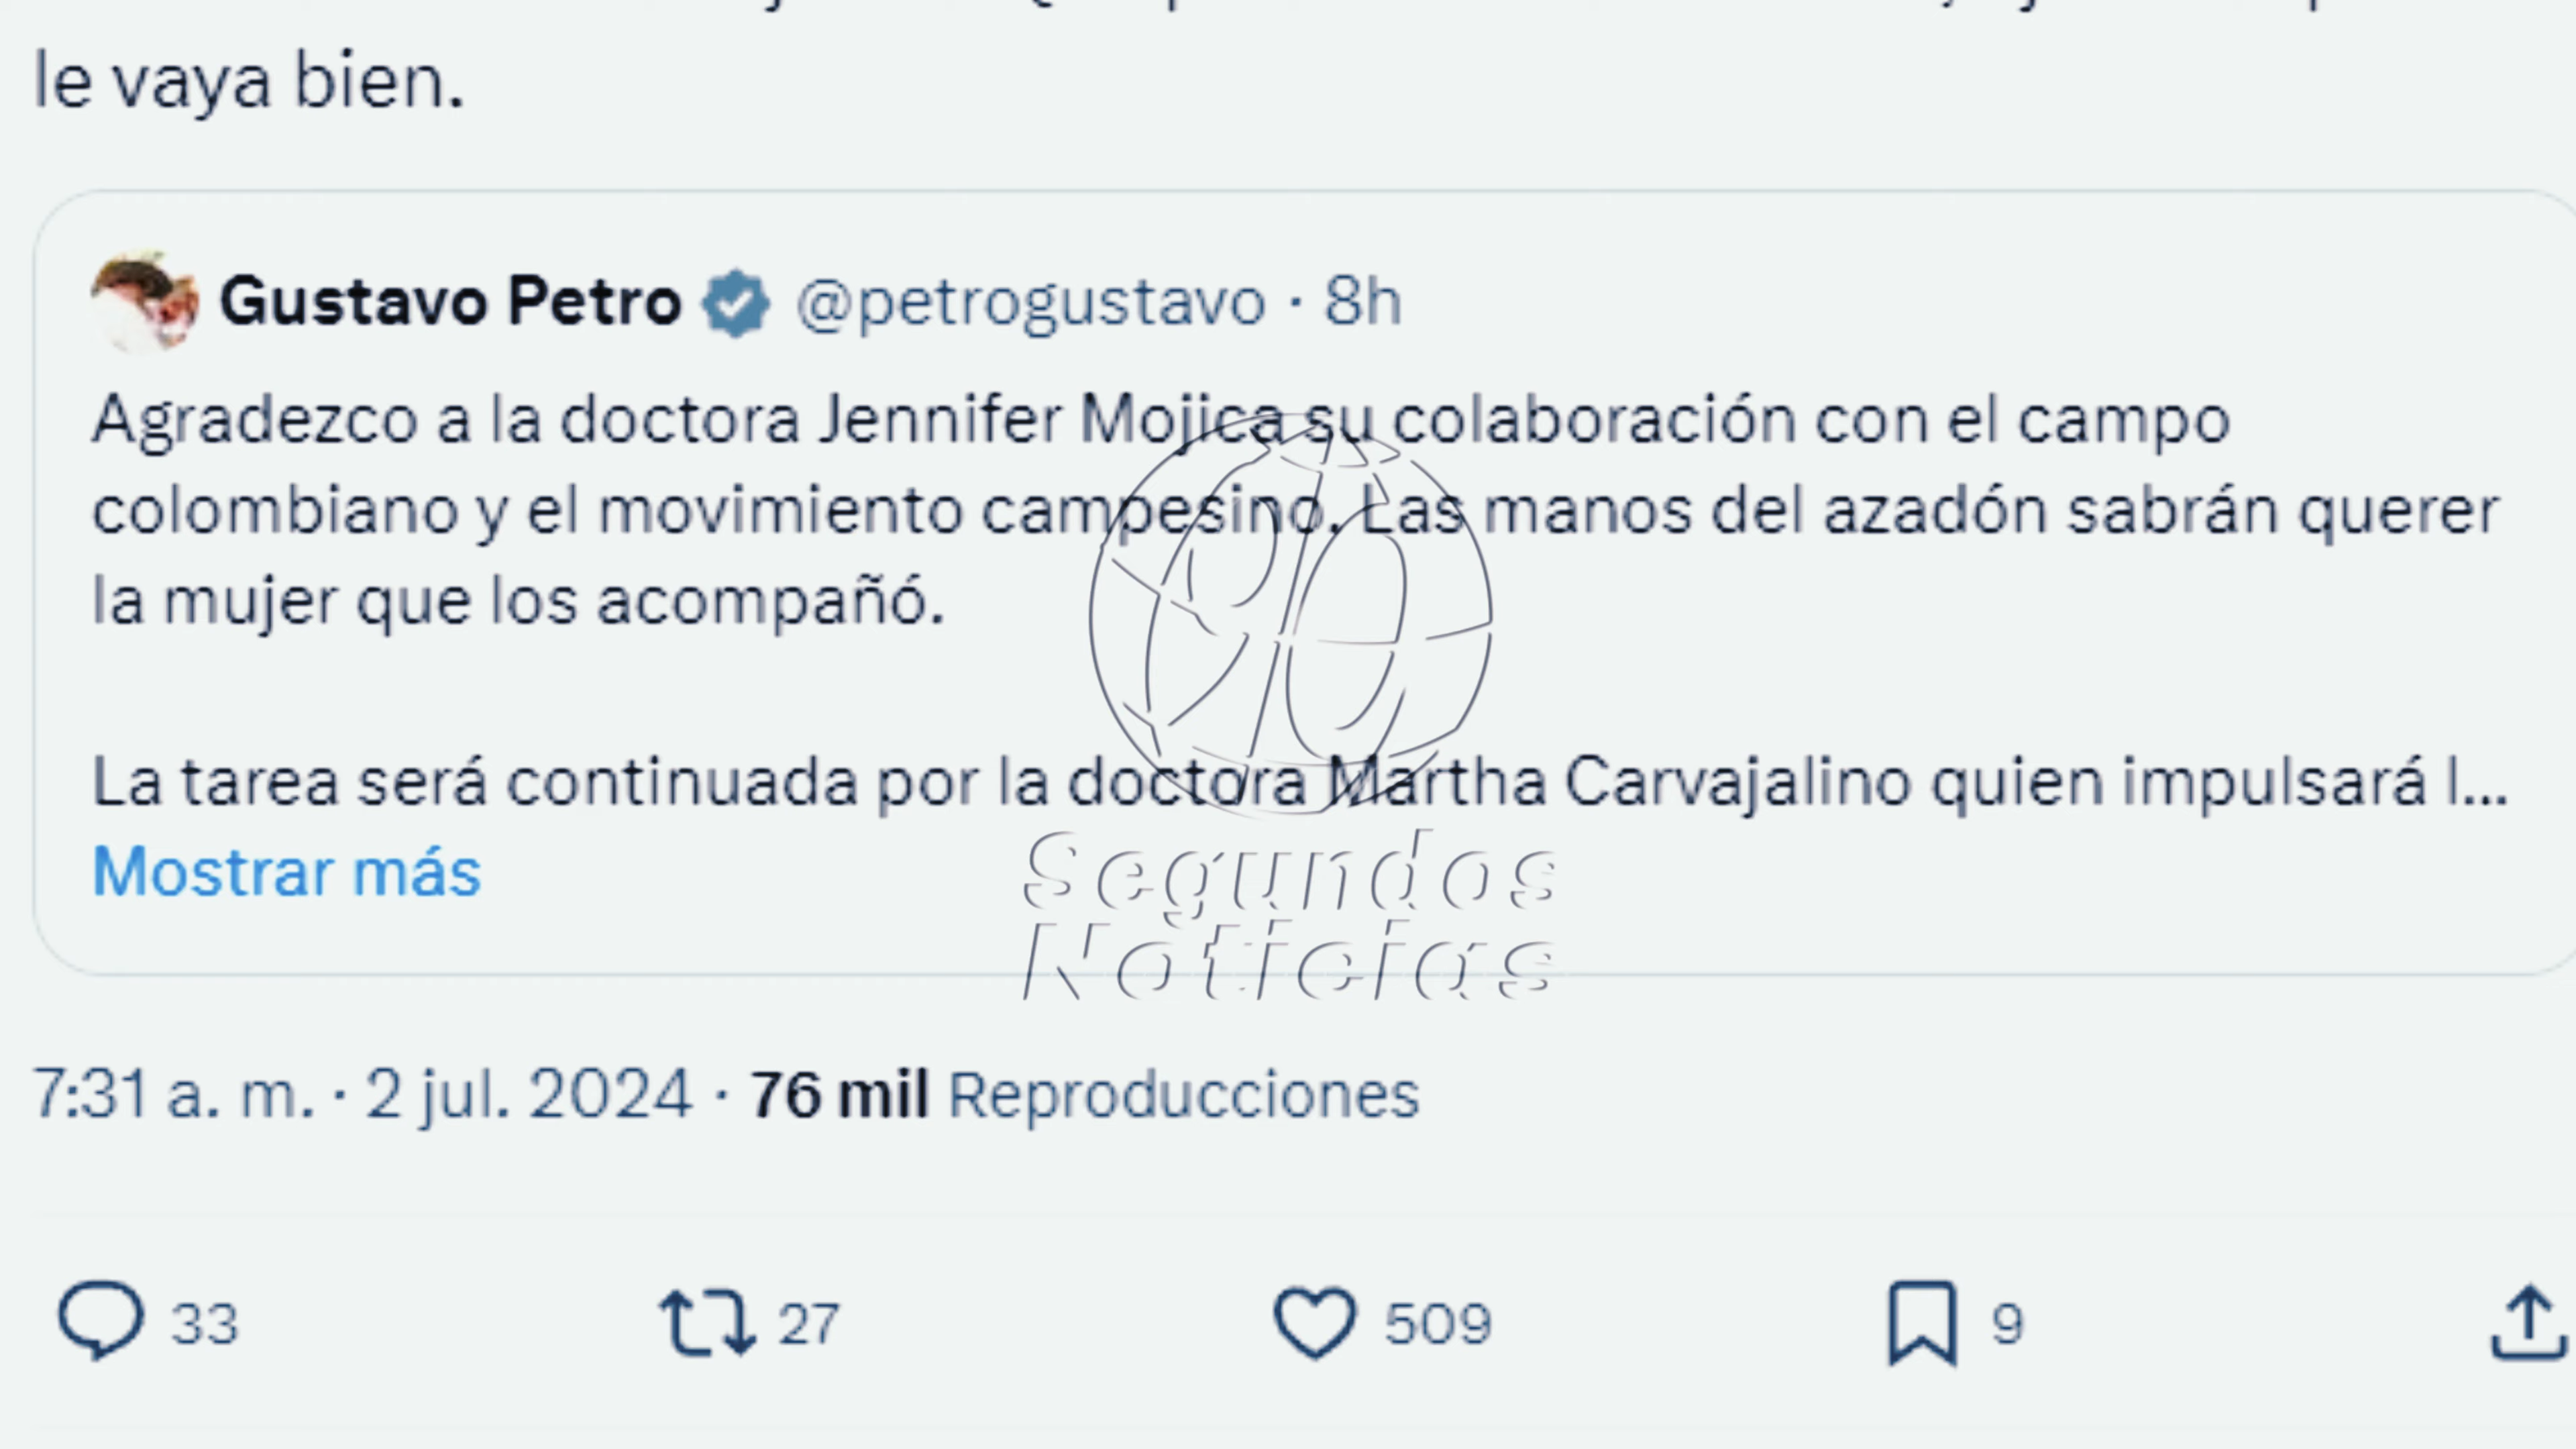 le vaya bien.
Gustavo Petro @petrogustavo · 8h
Agradezco a la doctora Jennifer Mojica su colaboración con el campo
colombiano y el movimiento campesino. Las manos del azadón sabrán querer
la mujer que los acompañó.
La tarea será continuada por la doctora Martha Carvajalino quien impulsará l...
Mostrar más
90
Segundos
Noticias
7:31 a. m. · 2 jul. 2024 · 76 mil Reproducciones
33 27 509 9